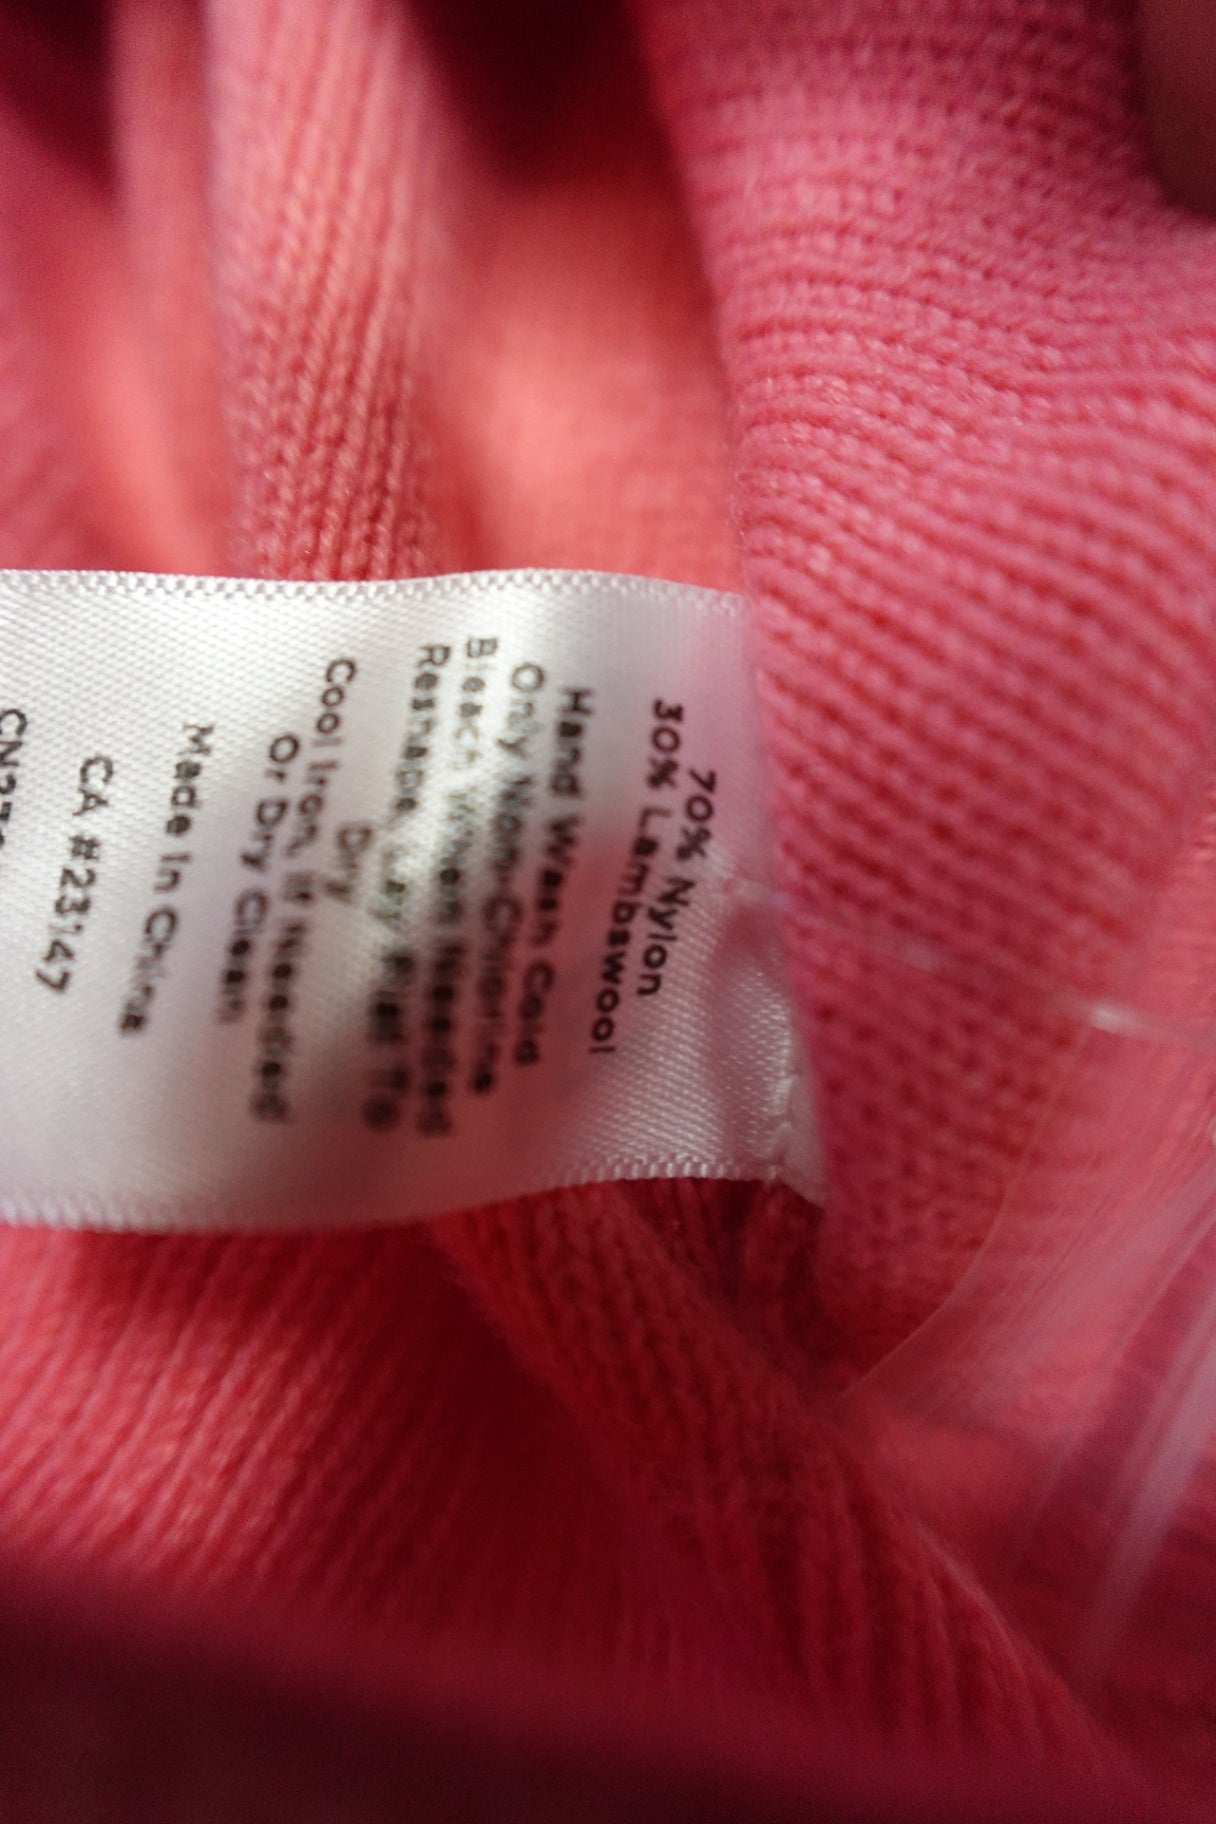 70% Nylon
30% Lambswool
Hand Wash Cold
Only Non-Chlorine
Bleach When Needed
Reshape, Lay Flat To
Dry
Cool Iron, If Needed
Or Dry Clean
Made In China
CA #23147